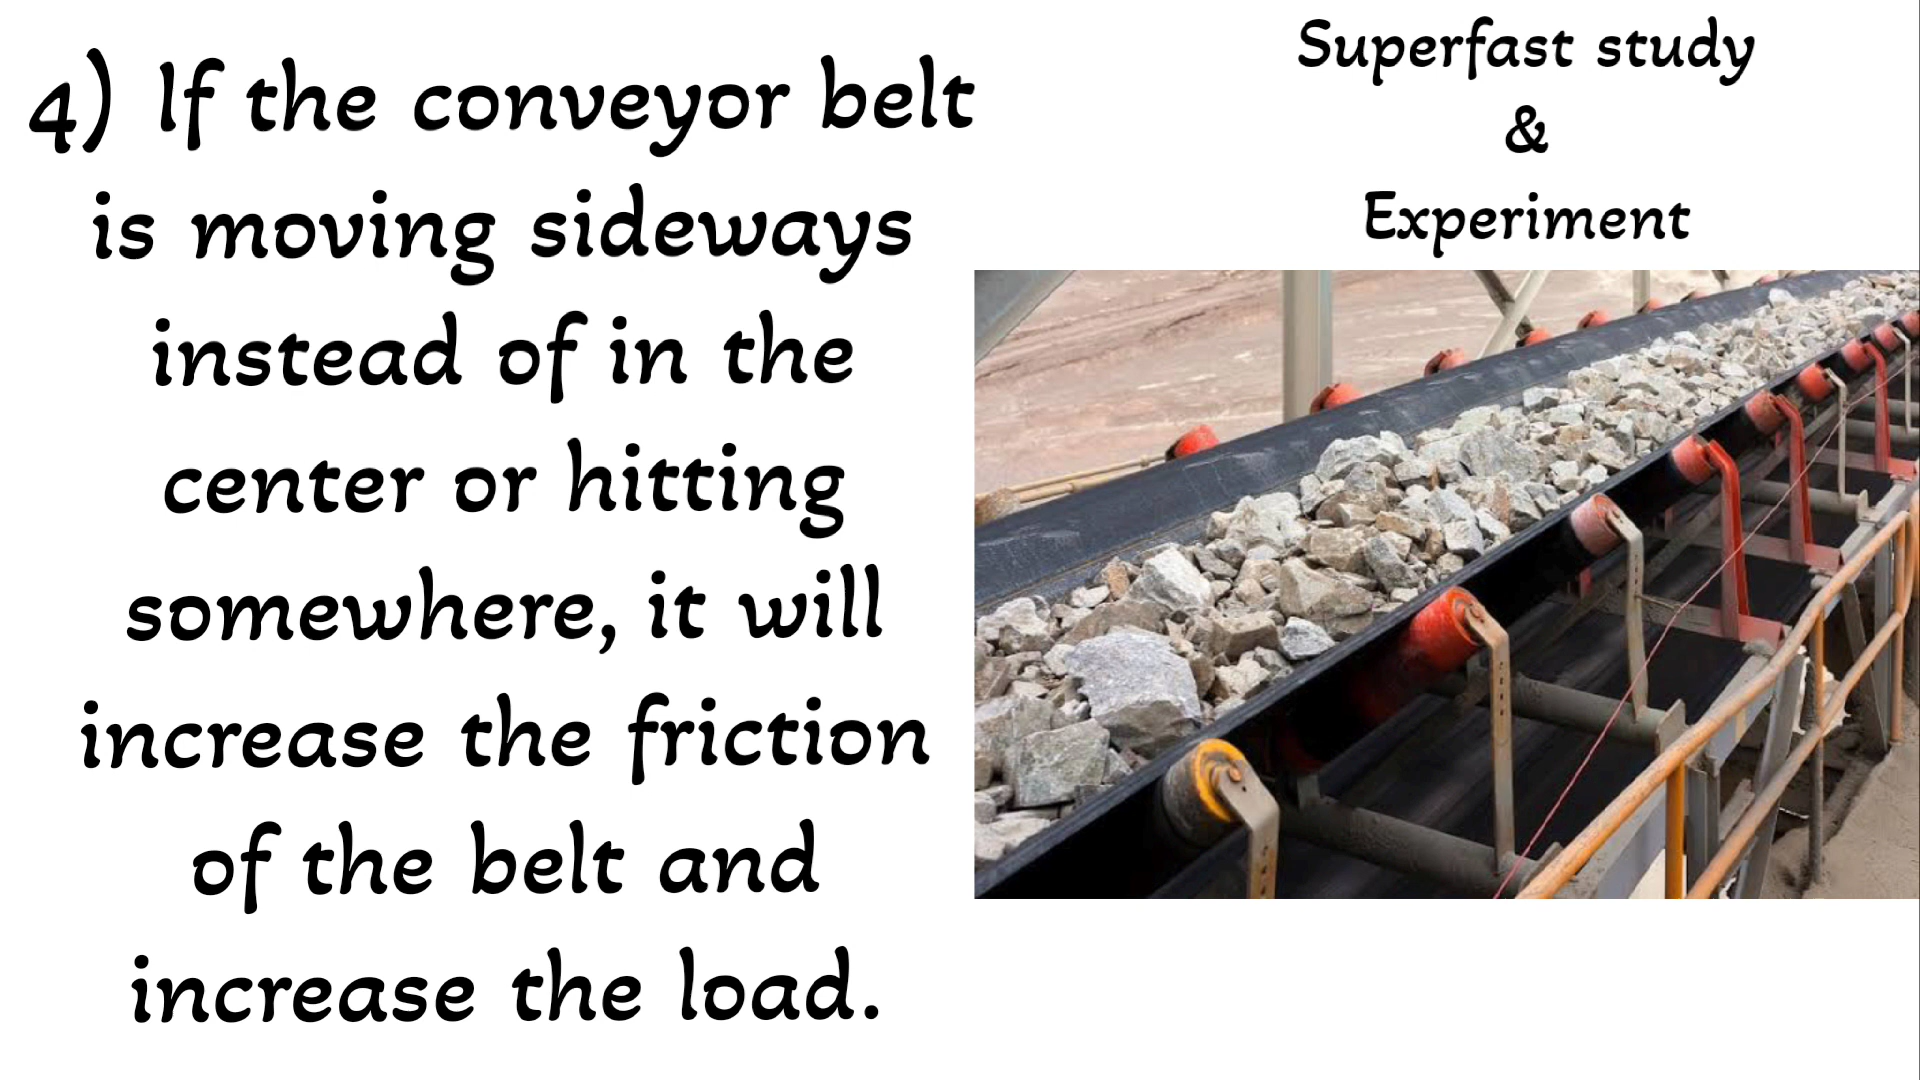 4) If the conveyor belt
is moving sideways
instead of in the
center or hitting
somewhere, it will
increase the friction
of the belt and
increase the load.
Superfast study
&
Experiment